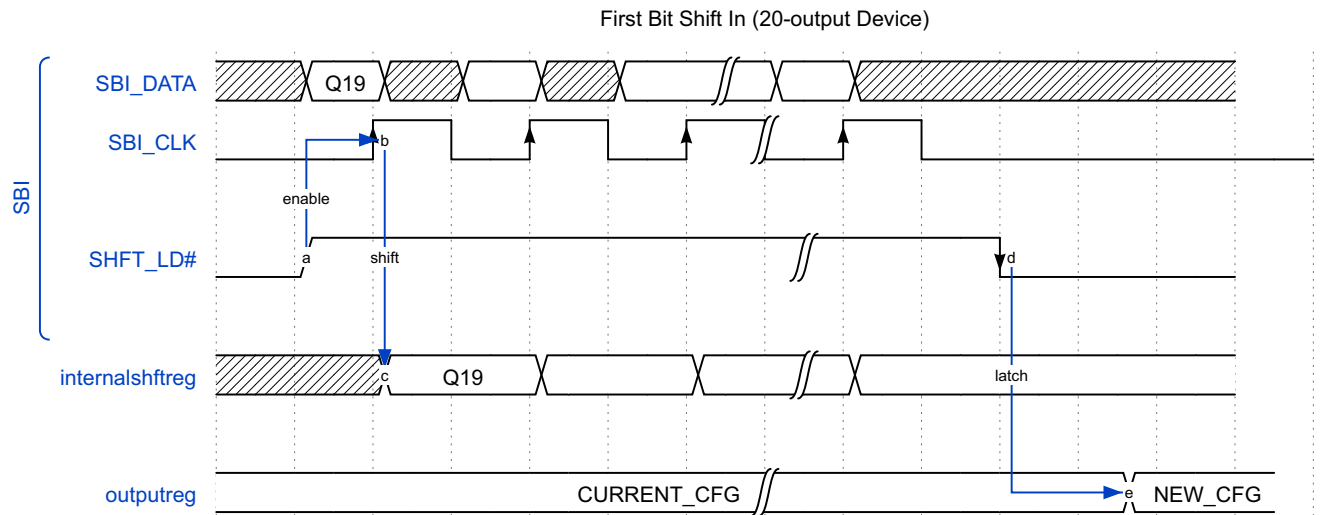 First Bit Shift In (20-output Device)
SBI
SBI_DATA
Q19
SBI_CLK
b
enable
SHFT_LD#
a
shift
d
internalshftreg
c
Q19
latch
outputreg
CURRENT_CFG
e
NEW_CFG